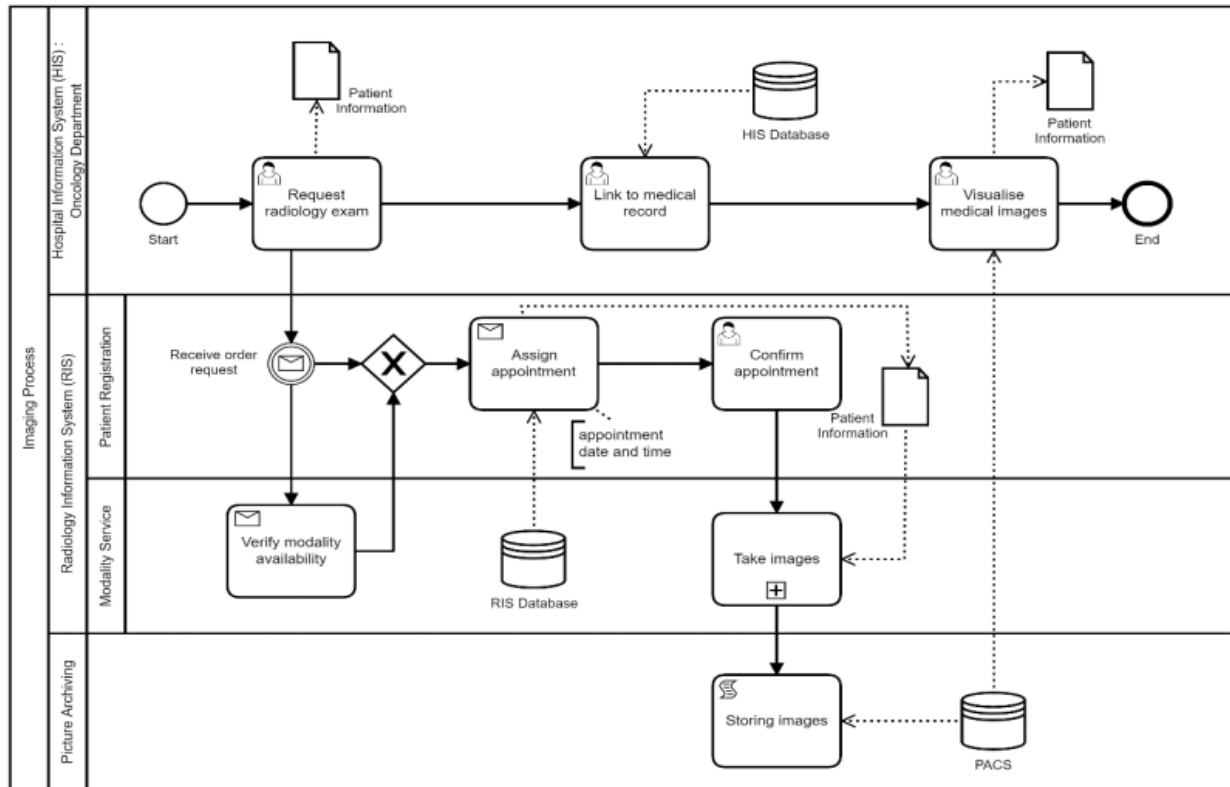 Imaging Process
Hospital Information System (HIS) :
Oncology Department
Patient
Information
HIS Database
Patient
Information
Request
radiology exam
Link to medical
record
Visualise
medical images
Start
End
Radiology Information System (RIS)
Patient Registration
Receive order
request
X
Assign
appointment
Confirm
appointment
Patient
Information
appointment
date and time
Modality Service
Verify modality
availability
Take images
RIS Database
Picture Archiving
Storing images
PACS